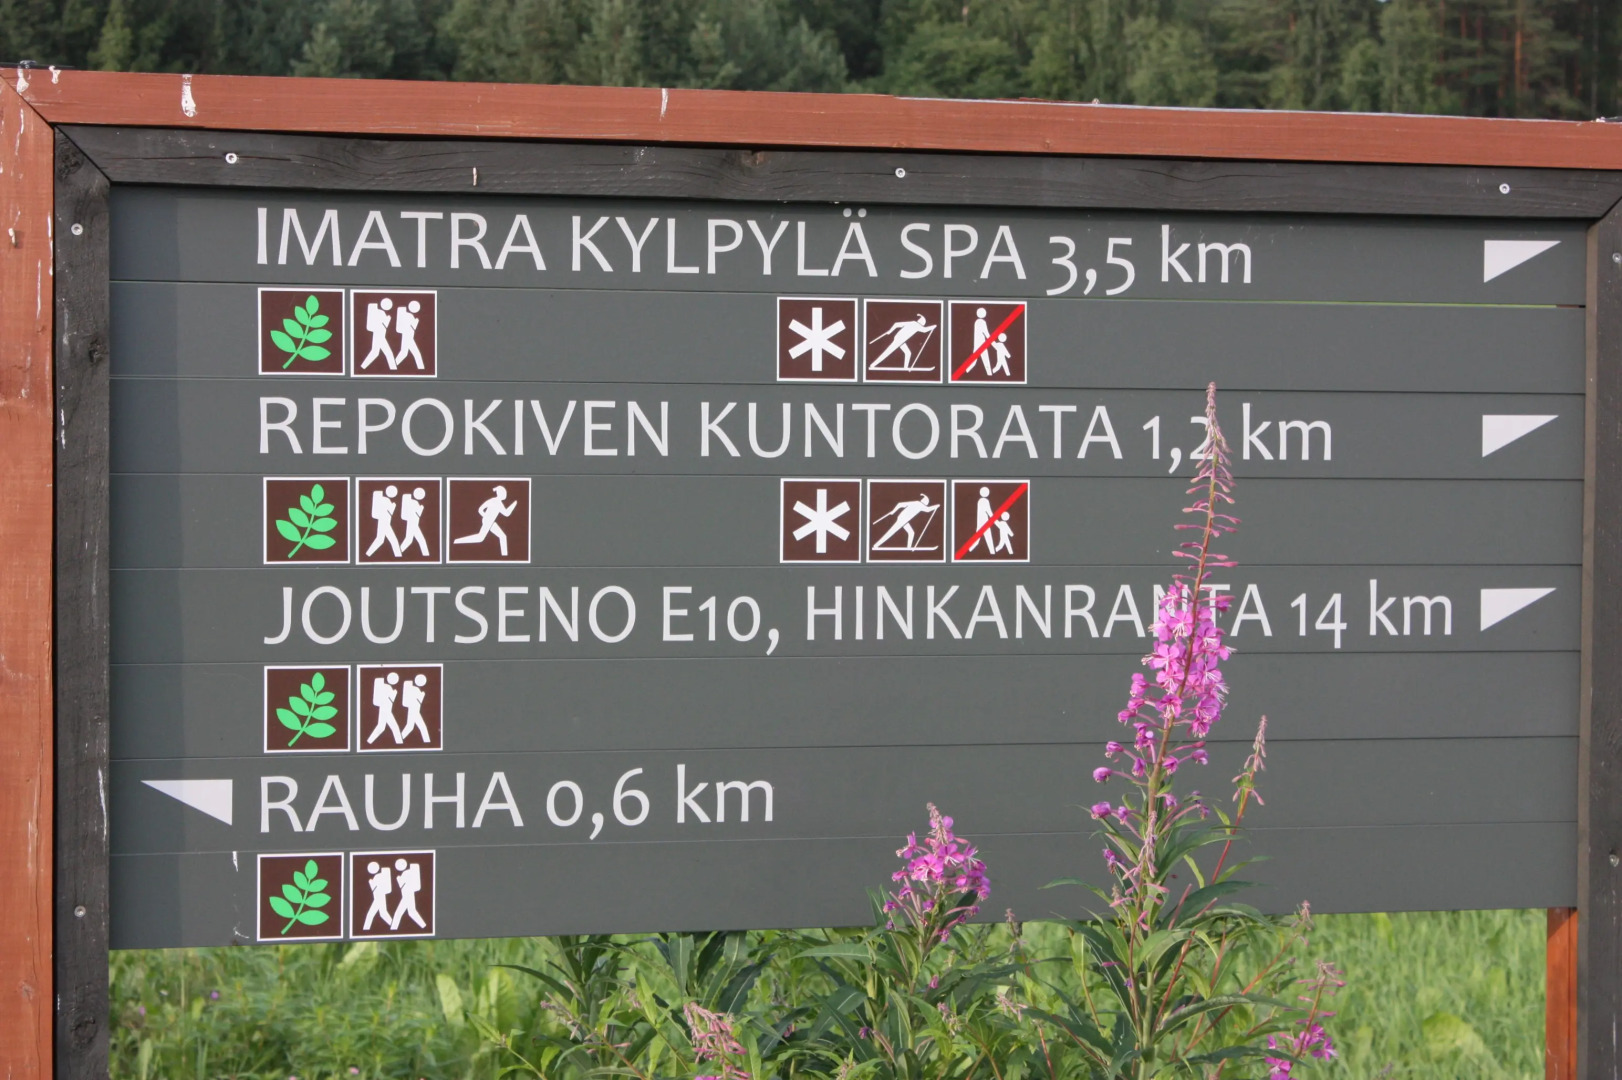 IMATRA KYLPYLÄ SPA 3,5 km
REPOKIVEN KUNTORATA 1,2 km
JOUTSENO E10, HINKANRANTA 14 km
RAUHA 0,6 km